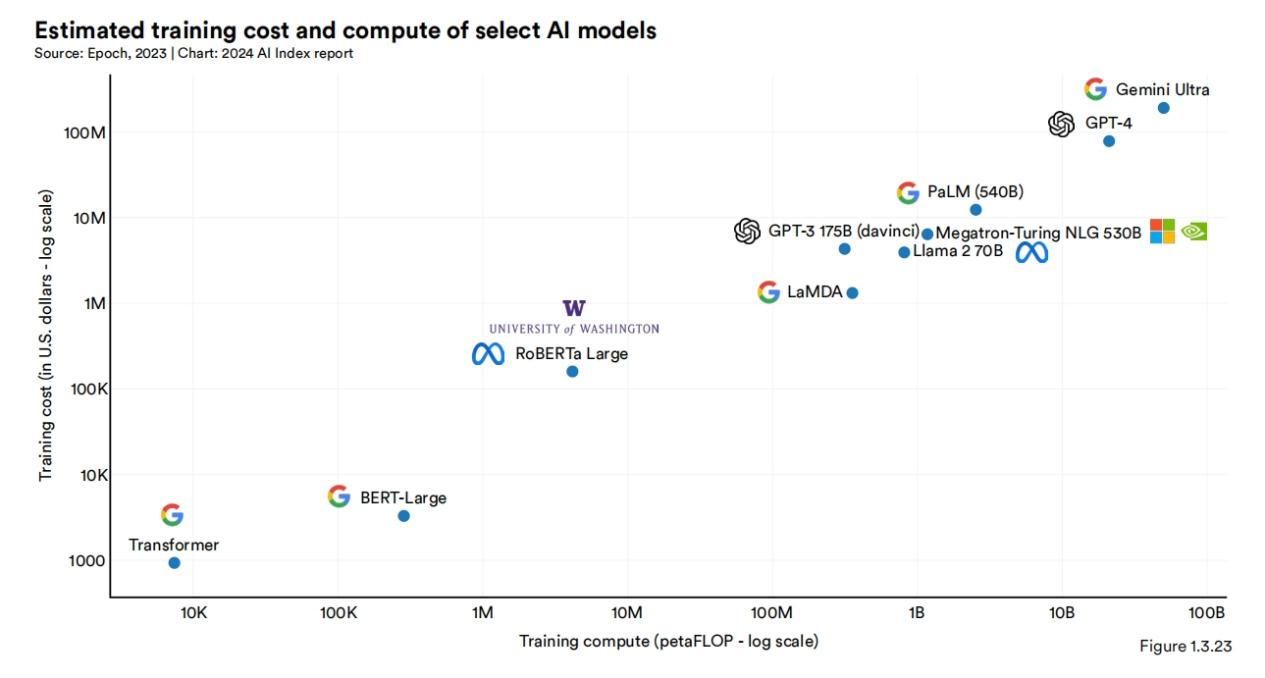 Estimated training cost and compute of select AI models
Source: Epoch, 2023 | Chart: 2024 AI Index report
Training cost (in U.S. dollars - log scale)
100M
10M
1M
100K
10K
1000
Gemini Ultra
GPT-4
PaLM (540B)
GPT-3 175B (davinci)
Megatron-Turing NLG 530B
Llama 2 70B
LaMDA
W
UNIVERSITY of WASHINGTON
RoBERTa Large
BERT-Large
Transformer
10K 100K 1M 10M 100M 1B 10B 100B
Training compute (petaFLOP - log scale)
Figure 1.3.23